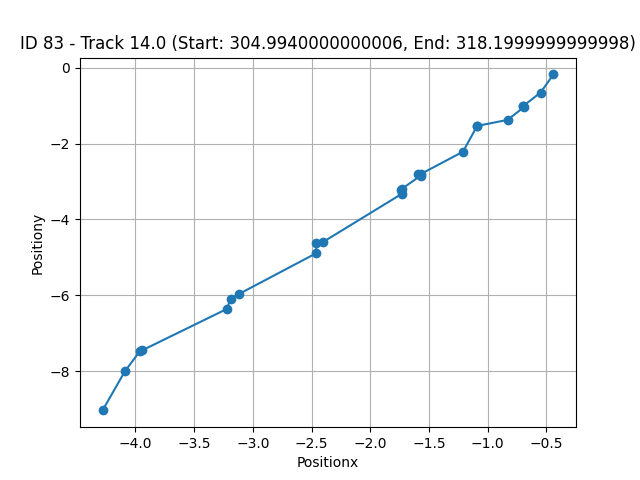 ID 83 - Track 14.0 (Start: 304.9940000000006, End: 318.1999999999998)
0
−2
−4
−6
−8
Positiony
−4.0 −3.5 −3.0 −2.5 −2.0 −1.5 −1.0 −0.5
Positionx